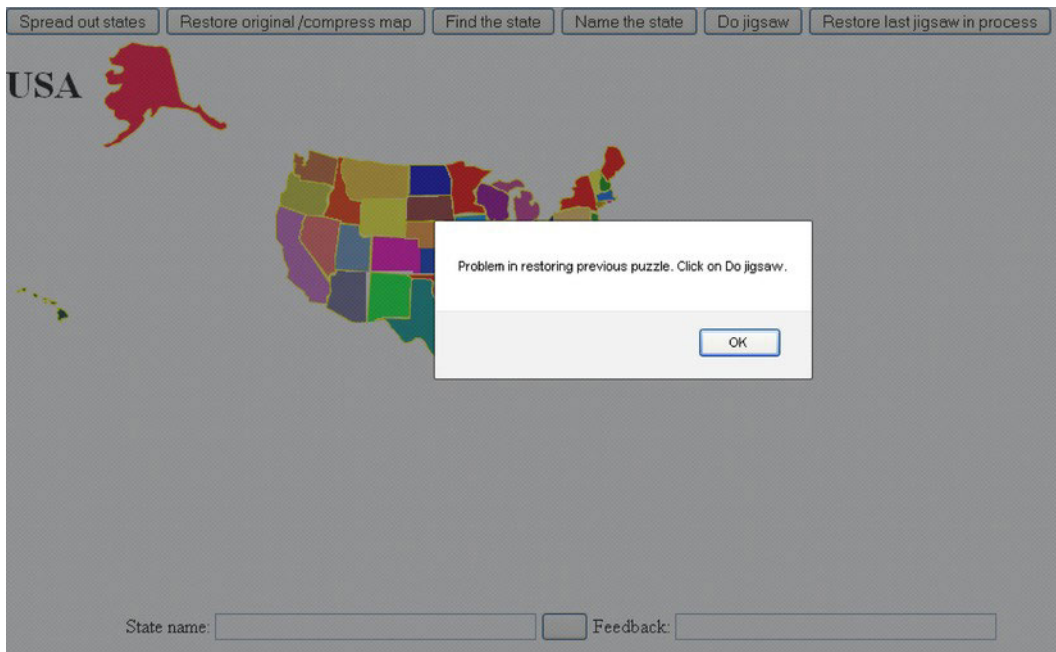 Spread out states
Restore original /compress map
Find the state
Name the state
Do jigsaw
Restore last jigsaw in process
USA
Problem in restoring previous puzzle. Click on Do jigsaw.
OK
State name:
Feedback: